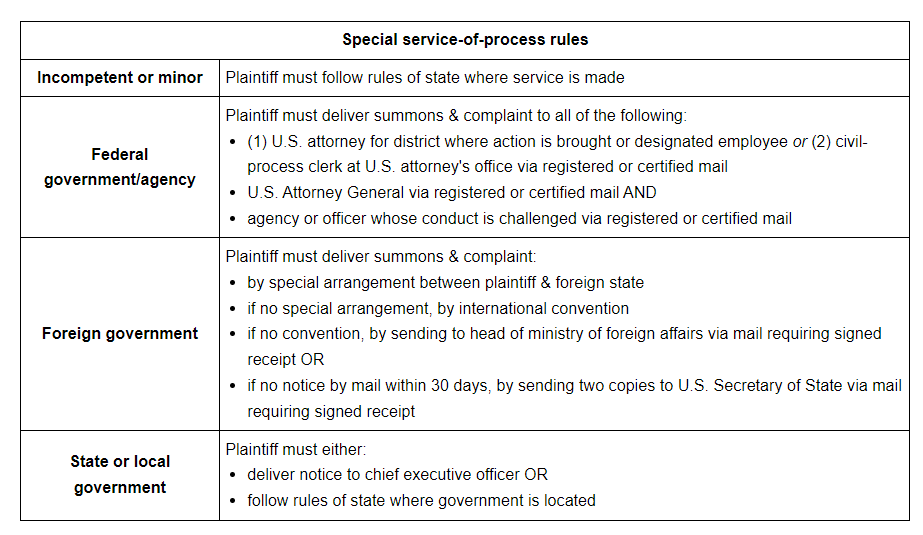 Special service-of-process rules
Incompetent or minor
Plaintiff must follow rules of state where service is made
Federal
government/agency
Plaintiff must deliver summons & complaint to all of the following:
• (1) U.S. attorney for district where action is brought or designated employee or (2) civil-
process clerk at U.S. attorney's office via registered or certified mail
• U.S. Attorney General via registered or certified mail AND
• agency or officer whose conduct is challenged via registered or certified mail
Foreign government
Plaintiff must deliver summons & complaint:
• by special arrangement between plaintiff & foreign state
• if no special arrangement, by international convention
• if no convention, by sending to head of ministry of foreign affairs via mail requiring signed
receipt OR
• if no notice by mail within 30 days, by sending two copies to U.S. Secretary of State via mail
requiring signed receipt
State or local
government
Plaintiff must either:
• deliver notice to chief executive officer OR
• follow rules of state where government is located